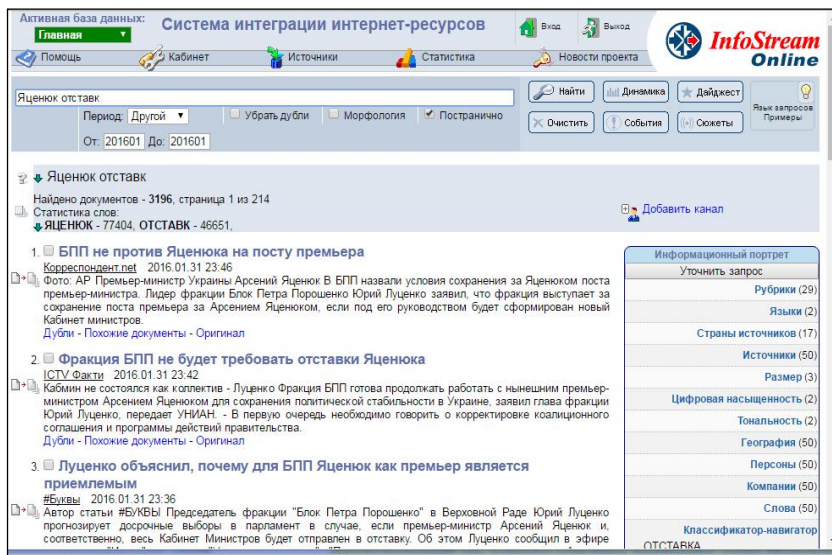 Активная база данных:
Главная
Система интеграции интернет-ресурсов
Вход
Выход
InfoStream
Online
Помощь
Кабинет
Источники
Статистика
Новости проекта
Яценюк отставк
Найти
Динамика
Дайджест
Язык запросов
Примеры
Период: Другой
Убрать дубли
Морфология
Постранично
Очистить
События
Сюжеты
От: 201601 До: 201601
Яценюк отставк
Найдено документов - 3196, страница 1 из 214
Статистика слов:
ЯЦЕНЮК - 77404, ОТСТАВК - 46651,
Добавить канал
1. БПП не против Яценюка на посту премьера
Корреспондент.net 2016.01.31 23:46
Фото: AP Премьер-министр Украины Арсений Яценюк В БПП назвали условия сохранения за Яценюком поста
премьер-министра. Лидер фракции Блок Петра Порошенко Юрий Луценко заявил, что фракция выступает за
сохранение поста премьера за Арсением Яценюком, если под его руководством будет сформирован новый
Кабинет министров.
Дубли - Похожие документы - Оригинал
2. Фракция БПП не будет требовать отставки Яценюка
ICTV Факти 2016.01.31 23:42
Кабмин не состоялся как коллектив - Луценко Фракция БПП готова продолжать работать с нынешним премьер-
министром Арсением Яценюком для сохранения политической стабильности в Украине, заявил глава фракции
Юрий Луценко, передает УНИАН. - В первую очередь необходимо говорить о корректировке коалиционного
соглашения и программы действий правительства.
Дубли - Похожие документы - Оригинал
3. Луценко объяснил, почему для БПП Яценюк как премьер является
приемлемым
#Буквы 2016.01.31 23:36
Автор статьи #БУКВЫ Председатель фракции "Блок Петра Порошенко" в Верховной Раде Юрий Луценко
прогнозирует досрочные выборы в парламент в случае, если премьер-министр Арсений Яценюк и,
соответственно, весь Кабинет Министров будет отправлен в отставку. Об этом Луценко сообщил в эфире
Информационный портрет
Уточнить запрос
Рубрики (29)
Языки (2)
Страны источников (17)
Источники (50)
Размер (3)
Цифровая насыщенность (2)
Тональность (2)
География (50)
Персоны (50)
Компании (50)
Слова (50)
Классификатор-навигатор
ОТСТАВКА